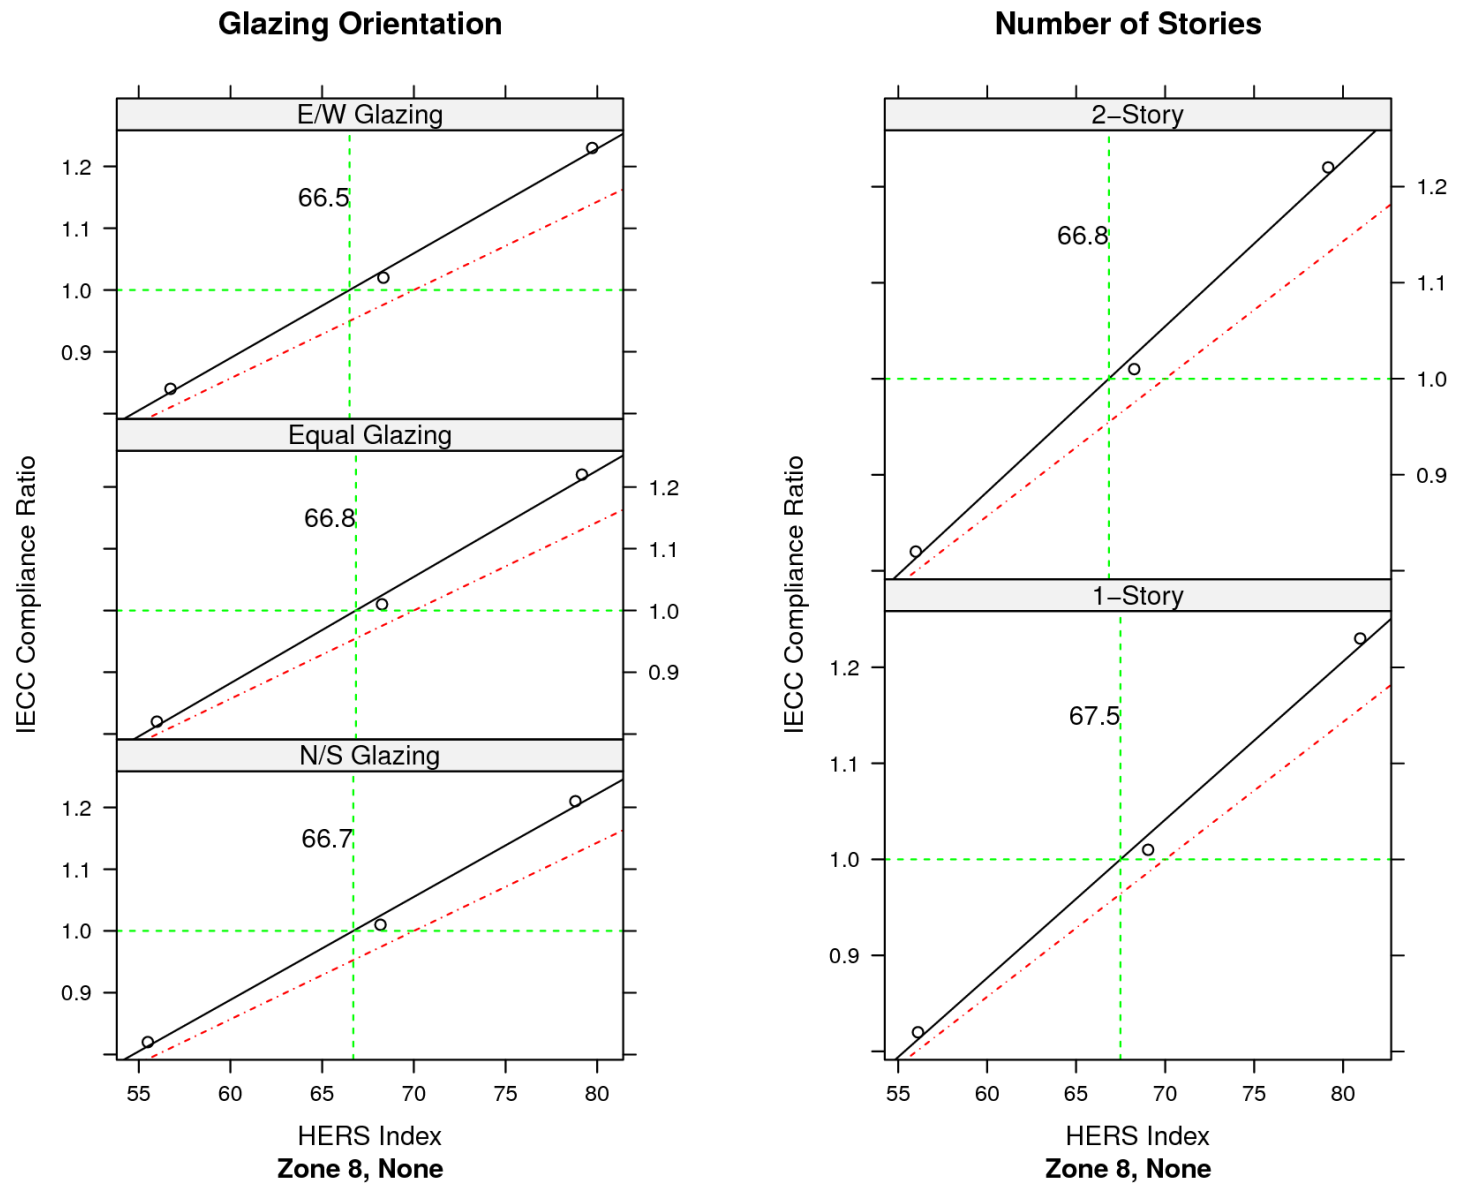 Glazing Orientation
E/W Glazing
1.2
1.1
1.0
0.9
66.5
Equal Glazing
1.2
1.1
1.0
0.9
66.8
N/S Glazing
1.2
1.1
1.0
0.9
66.7
55 60 65 70 75 80
IECC Compliance Ratio
HERS Index
Zone 8, None
Number of Stories
2−Story
1.2
1.1
1.0
0.9
66.8
1−Story
1.2
1.1
1.0
0.9
67.5
55 60 65 70 75 80
IECC Compliance Ratio
HERS Index
Zone 8, None